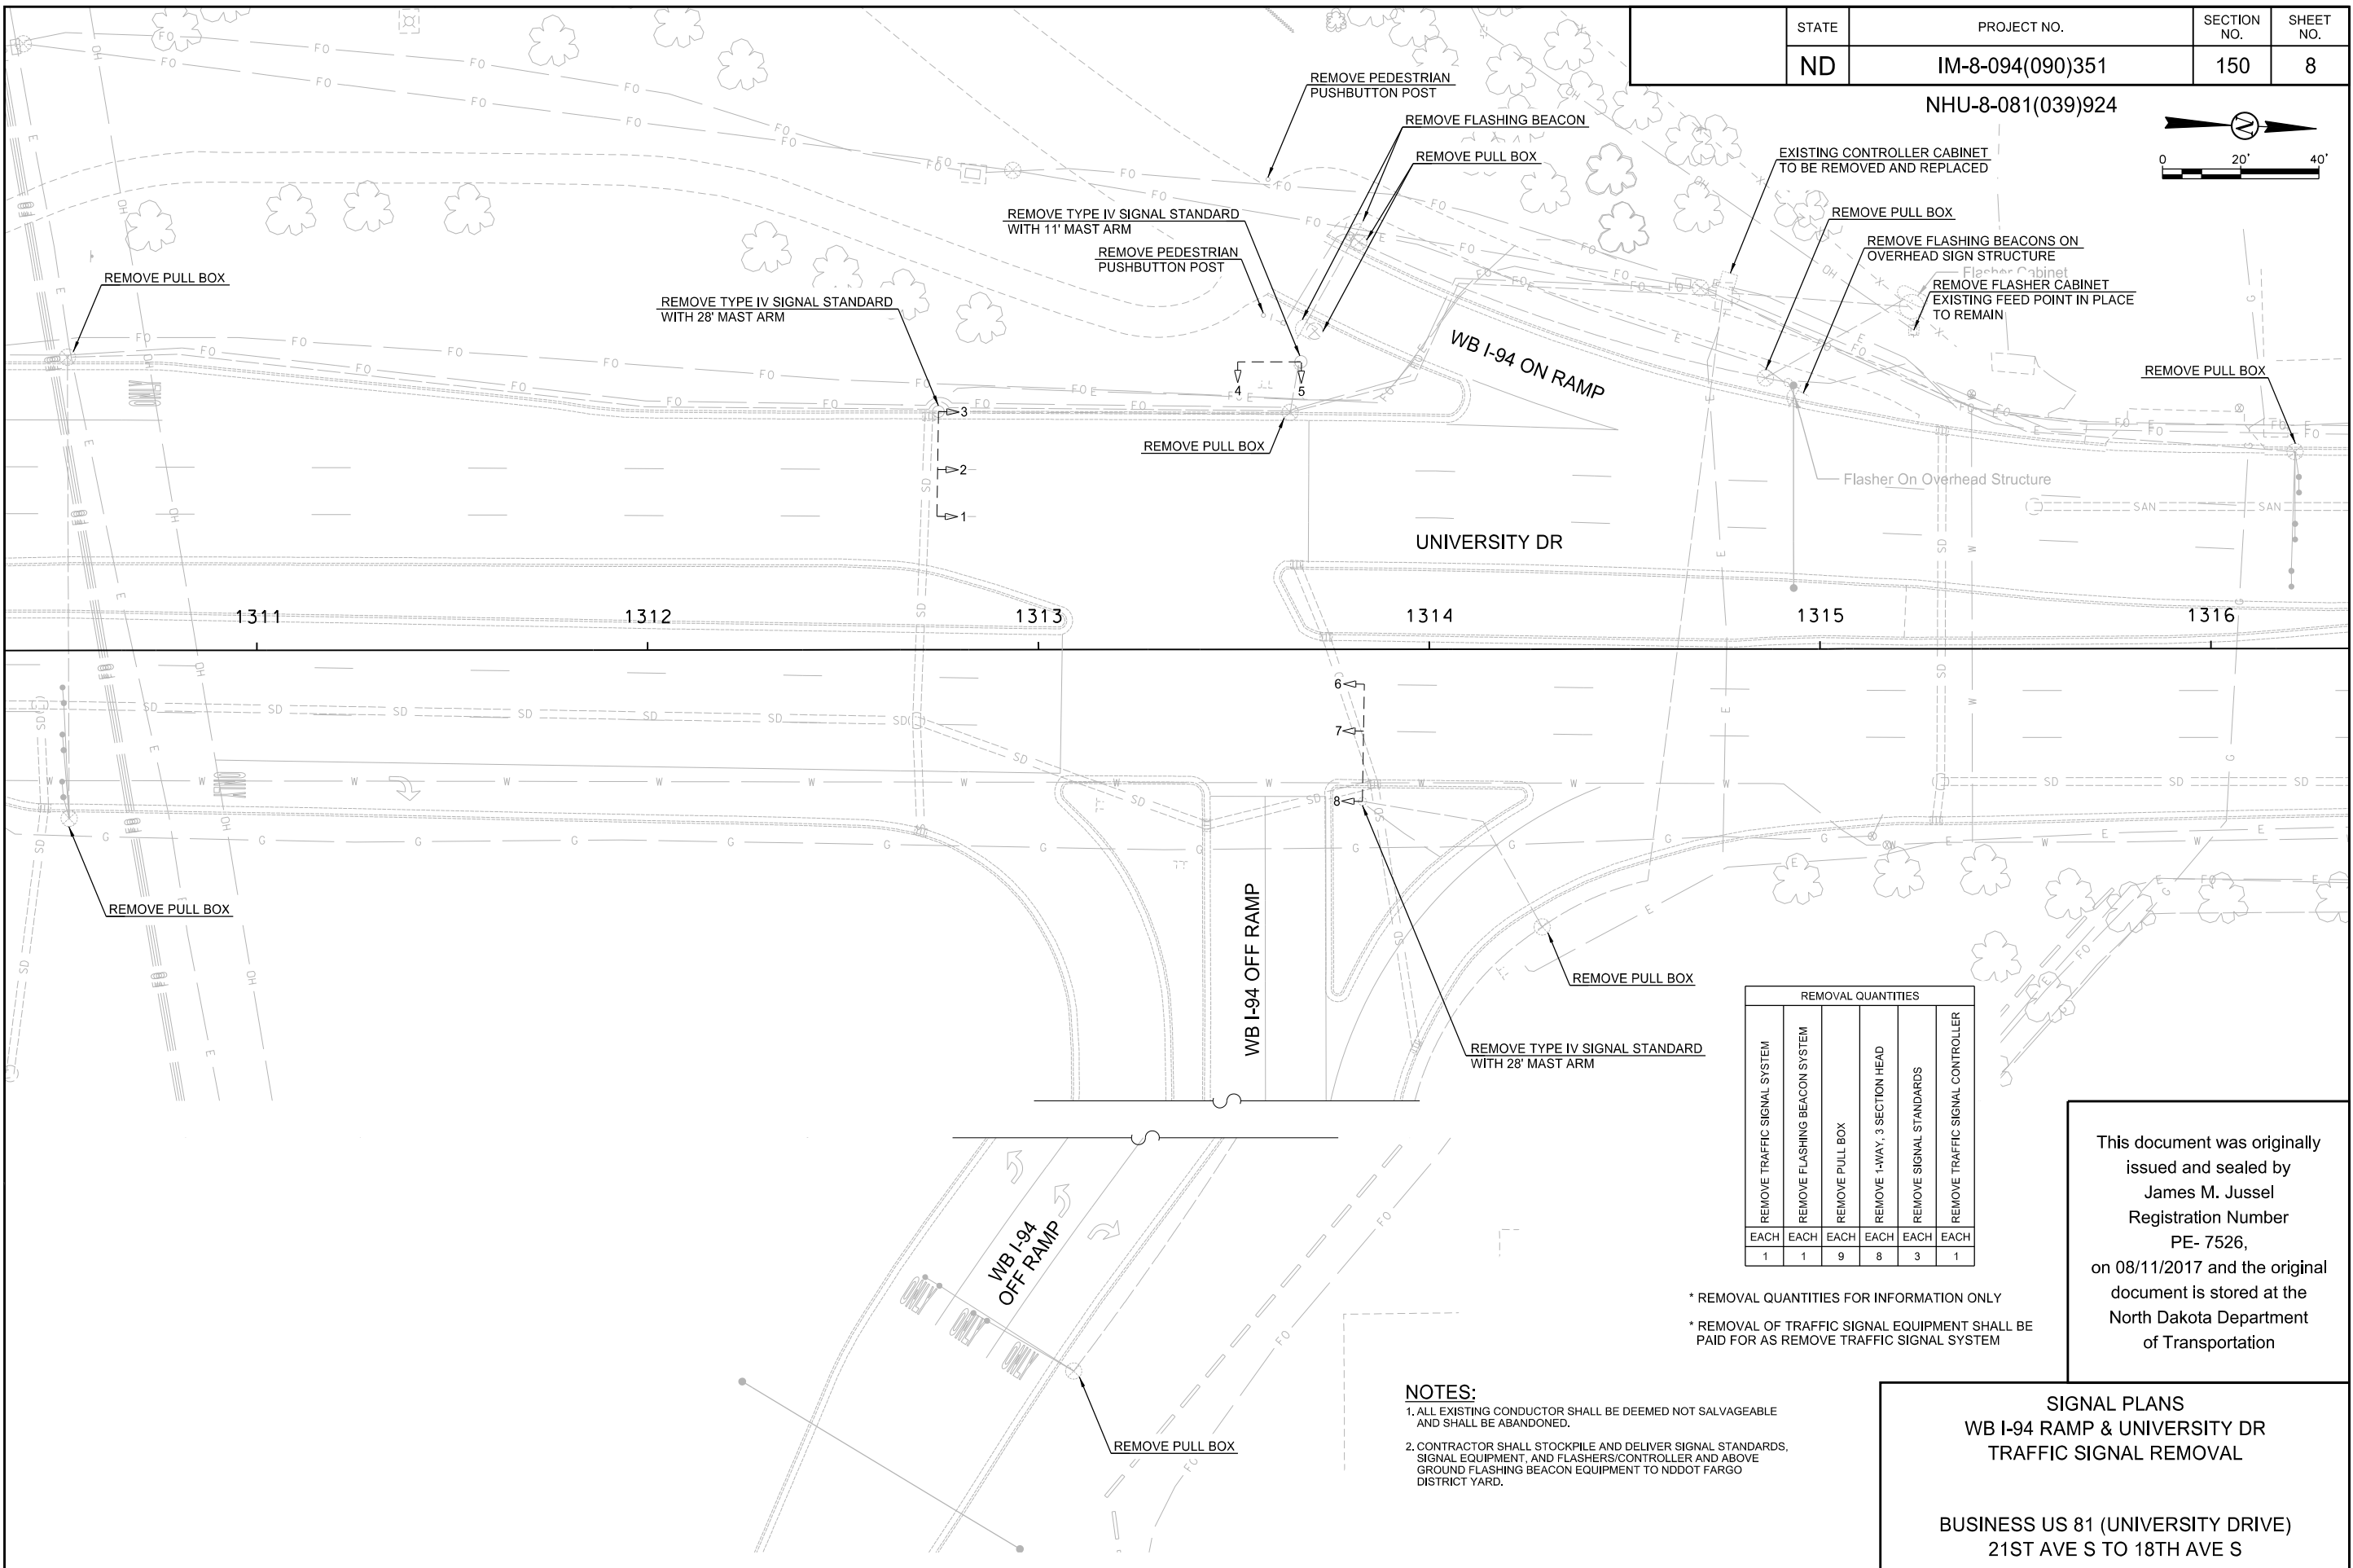 STATE
PROJECT NO.
SECTION NO.
SHEET NO.
ND
IM-8-094(090)351
150
8
NHU-8-081(039)924
N
0 20' 40'
REMOVE PEDESTRIAN
PUSHBUTTON POST
REMOVE FLASHING BEACON
REMOVE PULL BOX
EXISTING CONTROLLER CABINET
TO BE REMOVED AND REPLACED
REMOVE TYPE IV SIGNAL STANDARD
WITH 11' MAST ARM
REMOVE PULL BOX
REMOVE PEDESTRIAN
PUSHBUTTON POST
REMOVE FLASHING BEACONS ON
OVERHEAD SIGN STRUCTURE
Flasher Cabinet
REMOVE PULL BOX
REMOVE FLASHER CABINET
EXISTING FEED POINT IN PLACE
TO REMAIN
REMOVE TYPE IV SIGNAL STANDARD
WITH 28' MAST ARM
WB I-94 ON RAMP
REMOVE PULL BOX
4
5
3
REMOVE PULL BOX
2
Flasher On Overhead Structure
1
UNIVERSITY DR
1311 1312 1313 1314 1315 1316
6
7
8
REMOVE PULL BOX
WB I-94 OFF RAMP
REMOVE PULL BOX
REMOVE TYPE IV SIGNAL STANDARD
WITH 28' MAST ARM
REMOVAL QUANTITIES
REMOVE TRAFFIC SIGNAL SYSTEM
REMOVE FLASHING BEACON SYSTEM
REMOVE PULL BOX
REMOVE 1-WAY, 3 SECTION HEAD
REMOVE SIGNAL STANDARDS
REMOVE TRAFFIC SIGNAL CONTROLLER
EACH EACH EACH EACH EACH EACH
1 1 9 8 3 1
* REMOVAL QUANTITIES FOR INFORMATION ONLY
* REMOVAL OF TRAFFIC SIGNAL EQUIPMENT SHALL BE
PAID FOR AS REMOVE TRAFFIC SIGNAL SYSTEM
WB I-94
OFF RAMP
REMOVE PULL BOX
NOTES:
1. ALL EXISTING CONDUCTOR SHALL BE DEEMED NOT SALVAGEABLE
AND SHALL BE ABANDONED.
2. CONTRACTOR SHALL STOCKPILE AND DELIVER SIGNAL STANDARDS,
SIGNAL EQUIPMENT, AND FLASHERS/CONTROLLER AND ABOVE
GROUND FLASHING BEACON EQUIPMENT TO NDDOT FARGO
DISTRICT YARD.
This document was originally
issued and sealed by
James M. Jussel
Registration Number
PE- 7526,
on 08/11/2017 and the original
document is stored at the
North Dakota Department
of Transportation
SIGNAL PLANS
WB I-94 RAMP & UNIVERSITY DR
TRAFFIC SIGNAL REMOVAL
BUSINESS US 81 (UNIVERSITY DRIVE)
21ST AVE S TO 18TH AVE S